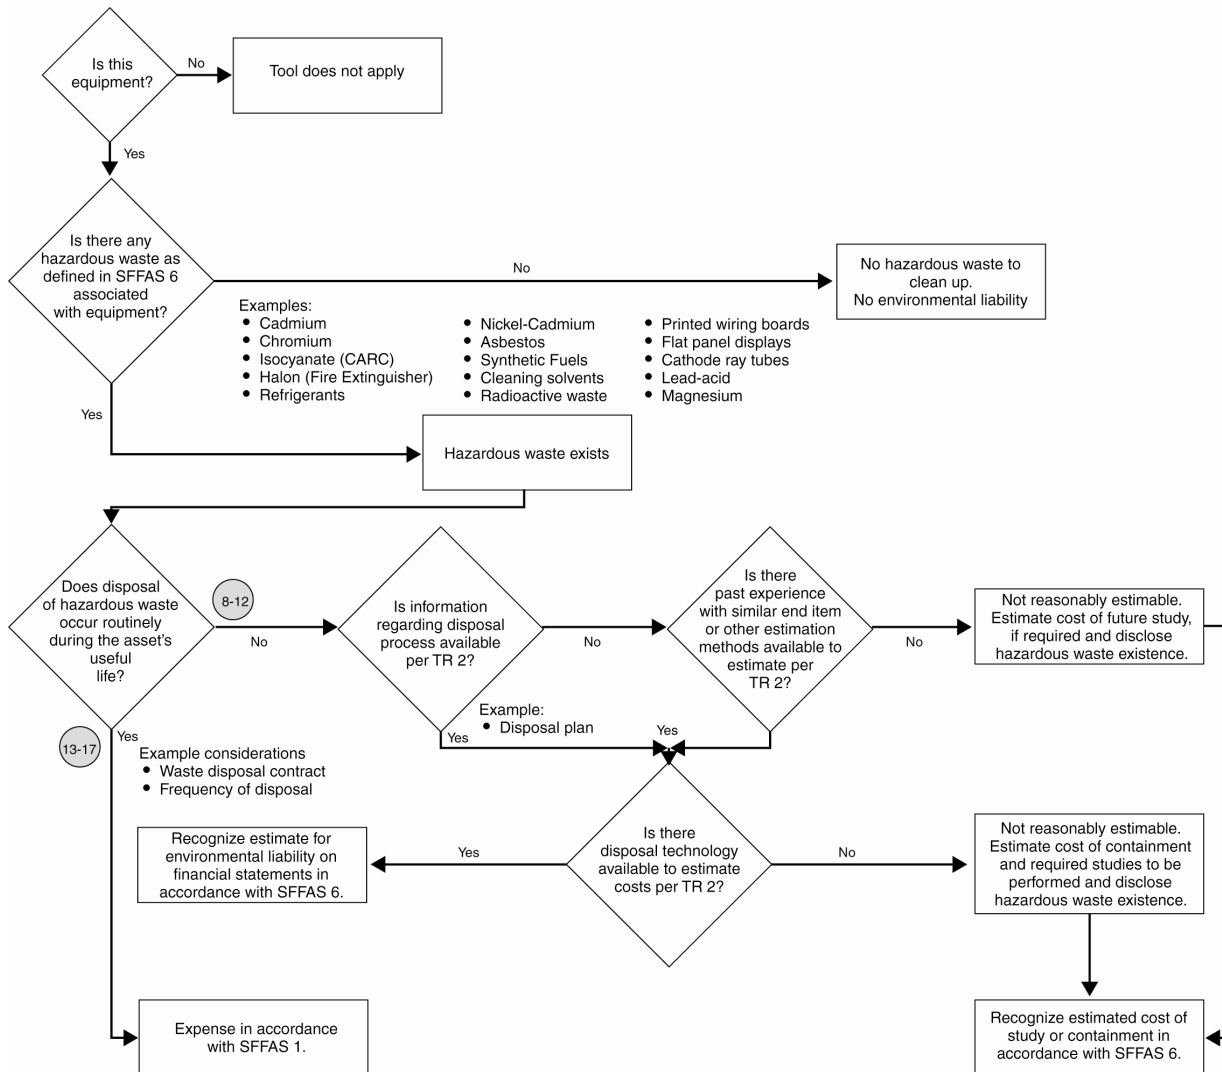 Is this
equipment?
No
Tool does not apply
Yes
Is there any
hazardous waste as
defined in SFFAS 6
associated
with equipment?
No
No hazardous waste to
clean up.
No environmental liability
Examples:
• Cadmium
• Chromium
• Isocyanate (CARC)
• Halon (Fire Extinguisher)
• Refrigerants
• Nickel-Cadmium
• Asbestos
• Synthetic Fuels
• Cleaning solvents
• Radioactive waste
• Printed wiring boards
• Flat panel displays
• Cathode ray tubes
• Lead-acid
• Magnesium
Yes
Hazardous waste exists
Does disposal
of hazardous waste
occur routinely
during the asset's
useful
life?
8-12
No
Is information
regarding disposal
process available
per TR 2?
No
Is there
past experience
with similar end item
or other estimation
methods available to
estimate per
TR 2?
No
Not reasonably estimable.
Estimate cost of future study,
if required and disclose
hazardous waste existence.
Example:
• Disposal plan
Yes
Yes
13-17
Yes
Example considerations
• Waste disposal contract
• Frequency of disposal
Is there
disposal technology
available to estimate
costs per TR 2?
Yes
Recognize estimate for
environmental liability on
financial statements in
accordance with SFFAS 6.
No
Not reasonably estimable.
Estimate cost of containment
and required studies to be
performed and disclose
hazardous waste existence.
Expense in accordance
with SFFAS 1.
Recognize estimated cost of
study or containment in
accordance with SFFAS 6.